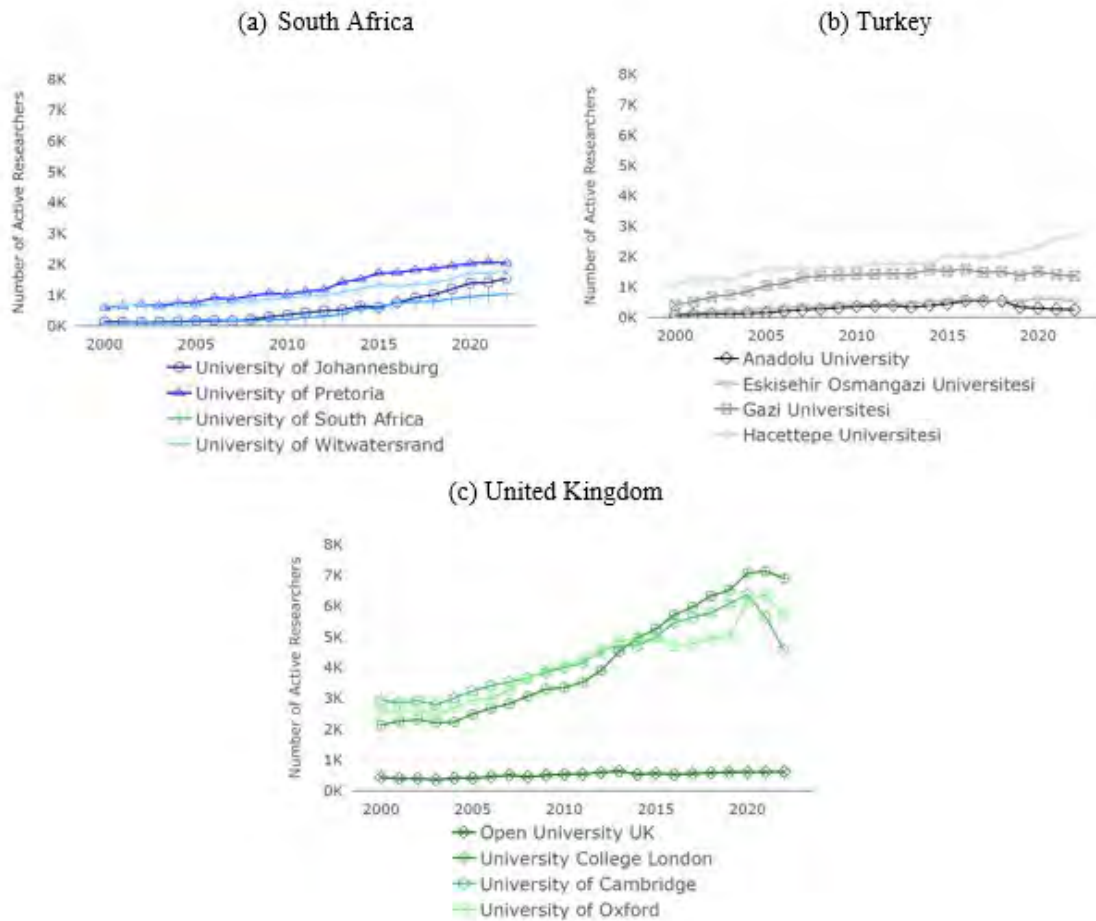 (a) South Africa
Number of Active Researchers
8K
7K
6K
5K
4K
3K
2K
1K
0K
2000 2005 2010 2015 2020
University of Johannesburg
University of Pretoria
University of South Africa
University of Witwatersrand
(b) Turkey
Number of Active Researchers
8K
7K
6K
5K
4K
3K
2K
1K
0K
2000 2005 2010 2015 2020
Anadolu University
Eskisehir Osmangazi Universitesi
Gazi Universitesi
Hacettepe Universitesi
(c) United Kingdom
Number of Active Researchers
8K
7K
6K
5K
4K
3K
2K
1K
0K
2000 2005 2010 2015 2020
Open University UK
University College London
University of Cambridge
University of Oxford